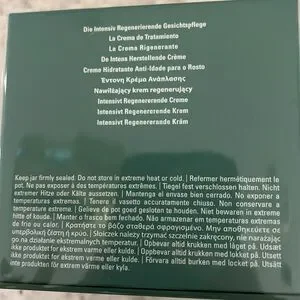 Die Intensiv Regenerierende Gesichtspflege
La Crema de Tratamiento
La Crema Rigenerante
De Intens Herstellende Crème
Creme Hidratante Anti-Idade para o Rosto
Έντονη Κρέμα Ανάπλασης
Nawilżający krem regenerujący
Intensivt Regenererende Creme
Intensivt Regenererende Krem
Intensivt Regenererende Kräm
Keep jar firmly sealed. Do not store in extreme heat or cold. | Refermer hermétiquement le
pot. Ne pas exposer à des températures extrêmes. | Tiegel fest verschlossen halten. Nicht
extremer Hitze oder Kälte aussetzen. | Mantenga el envase bien cerrado. No exponer a
temperaturas extremas. | Tenere il vasetto accuratamente chiuso. Non conservare a
temperature estreme. | Gelieve de pot goed gesloten te houden. Niet bewaren in extreme
hitte of koude. | Manter o frasco bem fechado. Não armazenar em temperaturas extremas
de frio ou calor. | Κρατήστε το βάζο σταθερά σφραγισμένο. Μην αποθηκεύετε σε
υπερβολική ζέστη ή κρύο. | Słoiczek należy trzymać szczelnie zakręcony, nie narażając
go na działanie ekstremalnych temperatur. | Oppbevar alltid krukken med låget på. Utsett
ikke produktet for ekstrem varme eller kulde. | Opbevar altid krukken lukket. Udsæt ikke
produktet for ekstrem varme eller kulde. | Förvara alltid burken med locket på. Utsätt
inte produkten för extrem värme eller kyla.